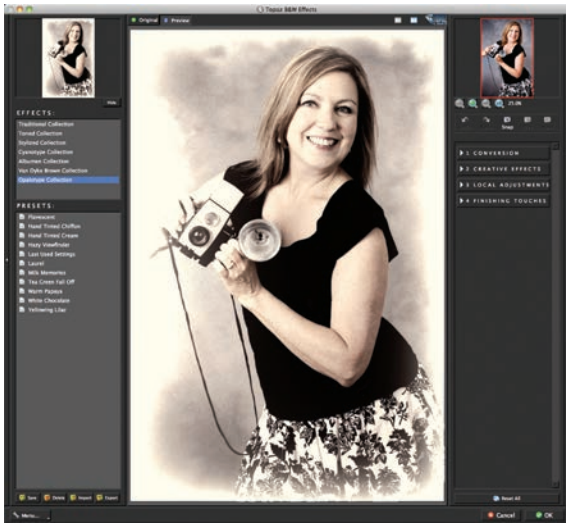 Topaz B&W Effects
Original
Preview
Hide
EFFECTS:
Traditional Collection
Toned Collection
Stylized Collection
Cyanotype Collection
Albumen Collection
Van Dyke Brown Collection
Opalotype Collection
PRESETS:
Flavescent
Hand Tinted Chiffon
Hand Tinted Cream
Hazy Viewfinder
Last Used Settings
Laurel
Milk Memories
Tea Green Fall Off
Warm Papaya
White Chocolate
Yellowing Lilac
Save
Delete
Import
Export
Menu...
Snap
1 CONVERSION
2 CREATIVE EFFECTS
3 LOCAL ADJUSTMENTS
4 FINISHING TOUCHES
Reset All
Cancel
OK